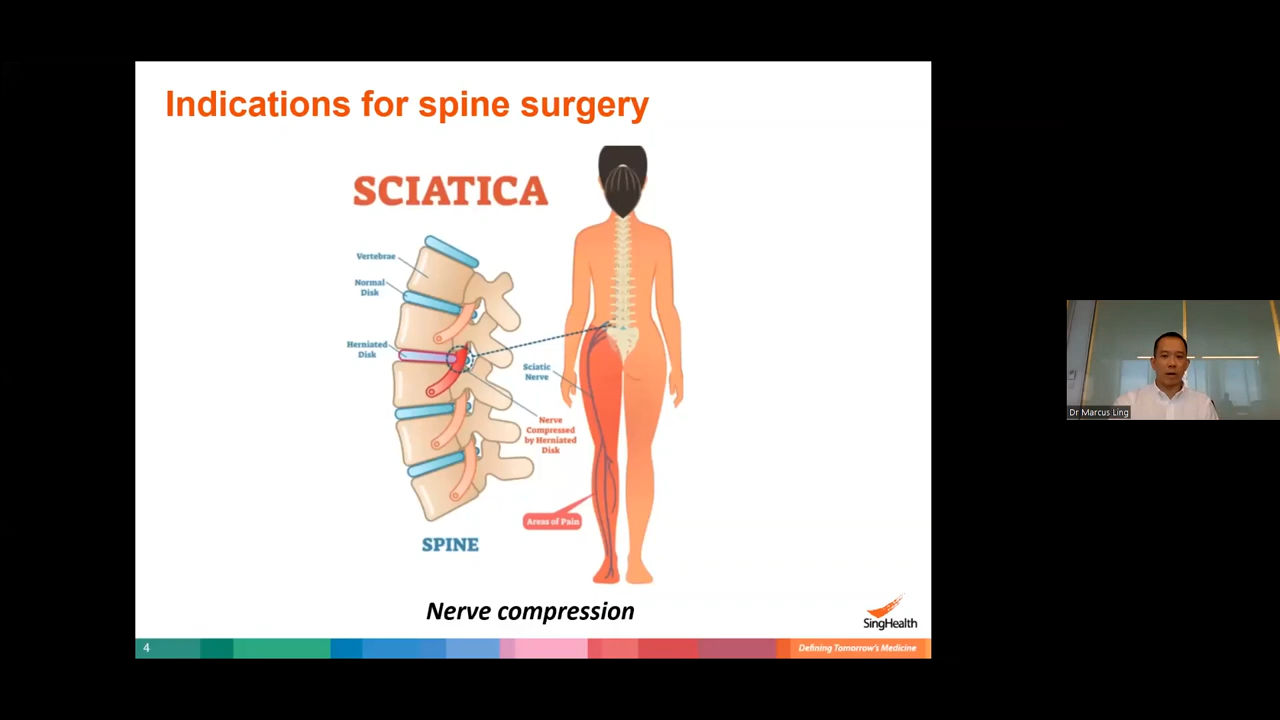 Indications for spine surgery
SCIATICA
Vertebrae
Normal
Disk
Herniated
Disk
Sciatic
Nerve
Nerve
Compressed
by Herniated
Disk
Areas of Pain
SPINE
Nerve compression
SingHealth
4
Defining Tomorrow's Medicine
Dr Marcus Ling